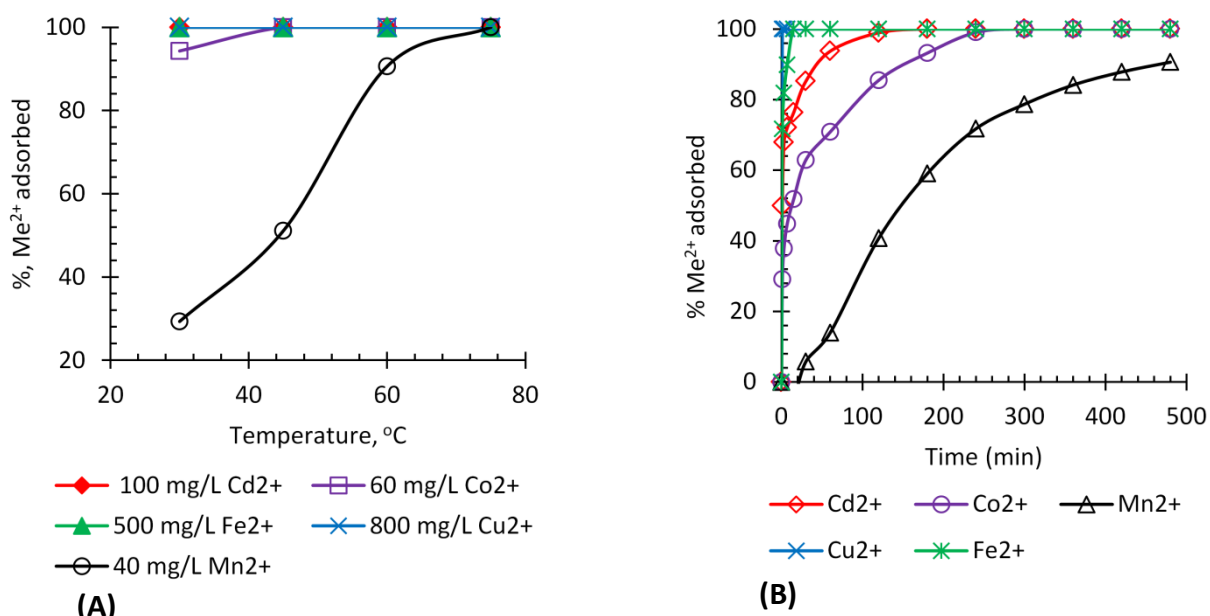 %, Me²⁺ adsorbed
100
80
60
40
20
20
40
60
80
Temperature, °C
100 mg/L Cd2+
60 mg/L Co2+
500 mg/L Fe2+
800 mg/L Cu2+
40 mg/L Mn2+
(A)
% Me²⁺ adsorbed
100
80
60
40
20
0
0
100
200
300
400
500
Time (min)
Cd2+
Co2+
Mn2+
Cu2+
Fe2+
(B)